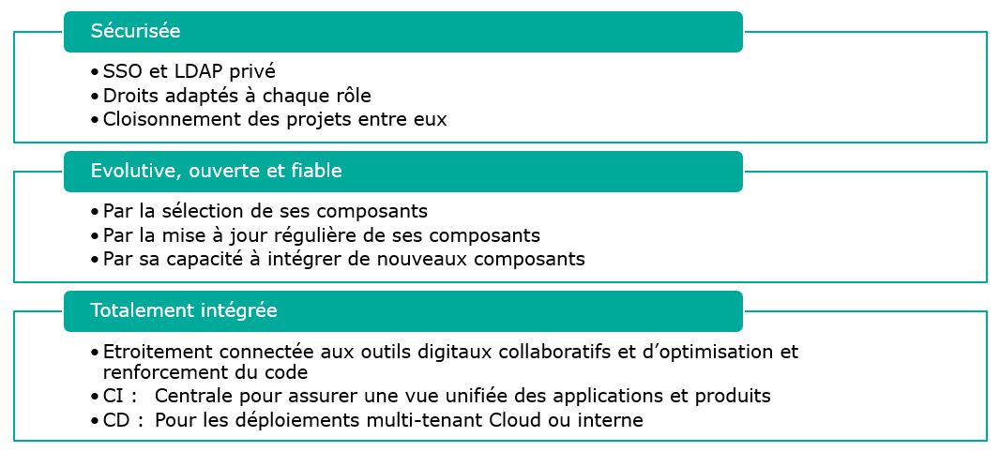 Sécurisée
•SSO et LDAP privé
•Droits adaptés à chaque rôle
•Cloisonnement des projets entre eux
Evolutive, ouverte et fiable
•Par la sélection de ses composants
•Par la mise à jour régulière de ses composants
•Par sa capacité à intégrer de nouveaux composants
Totalement intégrée
•Etroitement connectée aux outils digitaux collaboratifs et d’optimisation et
renforcement du code
•CI : Centrale pour assurer une vue unifiée des applications et produits
•CD : Pour les déploiements multi-tenant Cloud ou interne